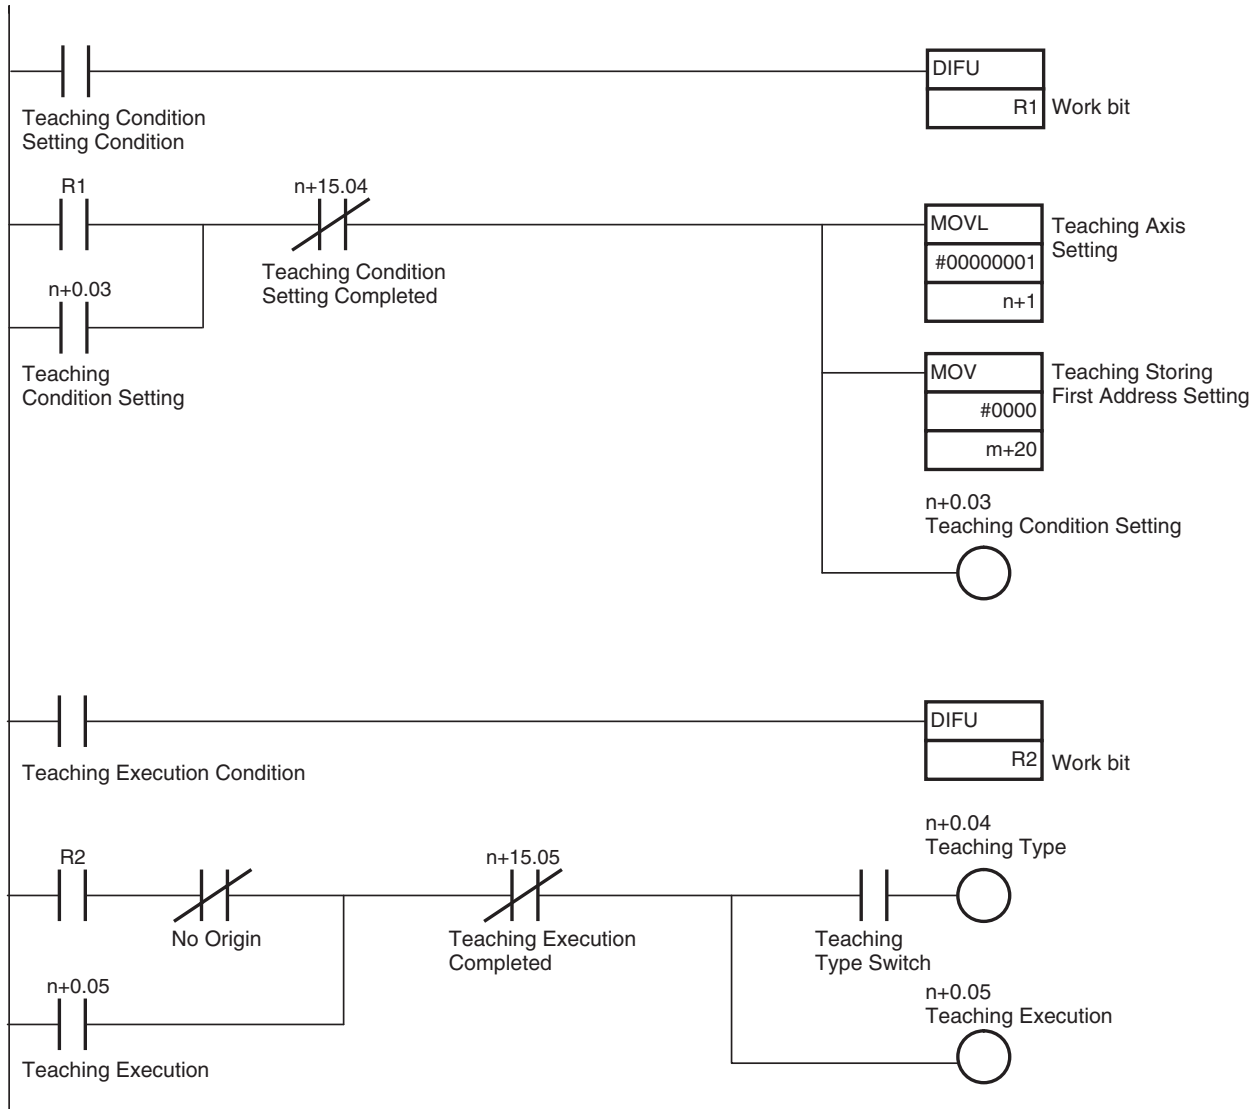 DIFU
R1 Work bit
Teaching Condition
Setting Condition
R1
n+15.04
Teaching Condition
Setting Completed
n+0.03
Teaching
Condition Setting
MOVL
#00000001
n+1
Teaching Axis
Setting
MOV
#0000
m+20
Teaching Storing
First Address Setting
n+0.03
Teaching Condition Setting
Teaching Execution Condition
DIFU
R2 Work bit
n+0.04
Teaching Type
R2
No Origin
n+15.05
Teaching Execution
Completed
Teaching
Type Switch
n+0.05
Teaching Execution
n+0.05
Teaching Execution